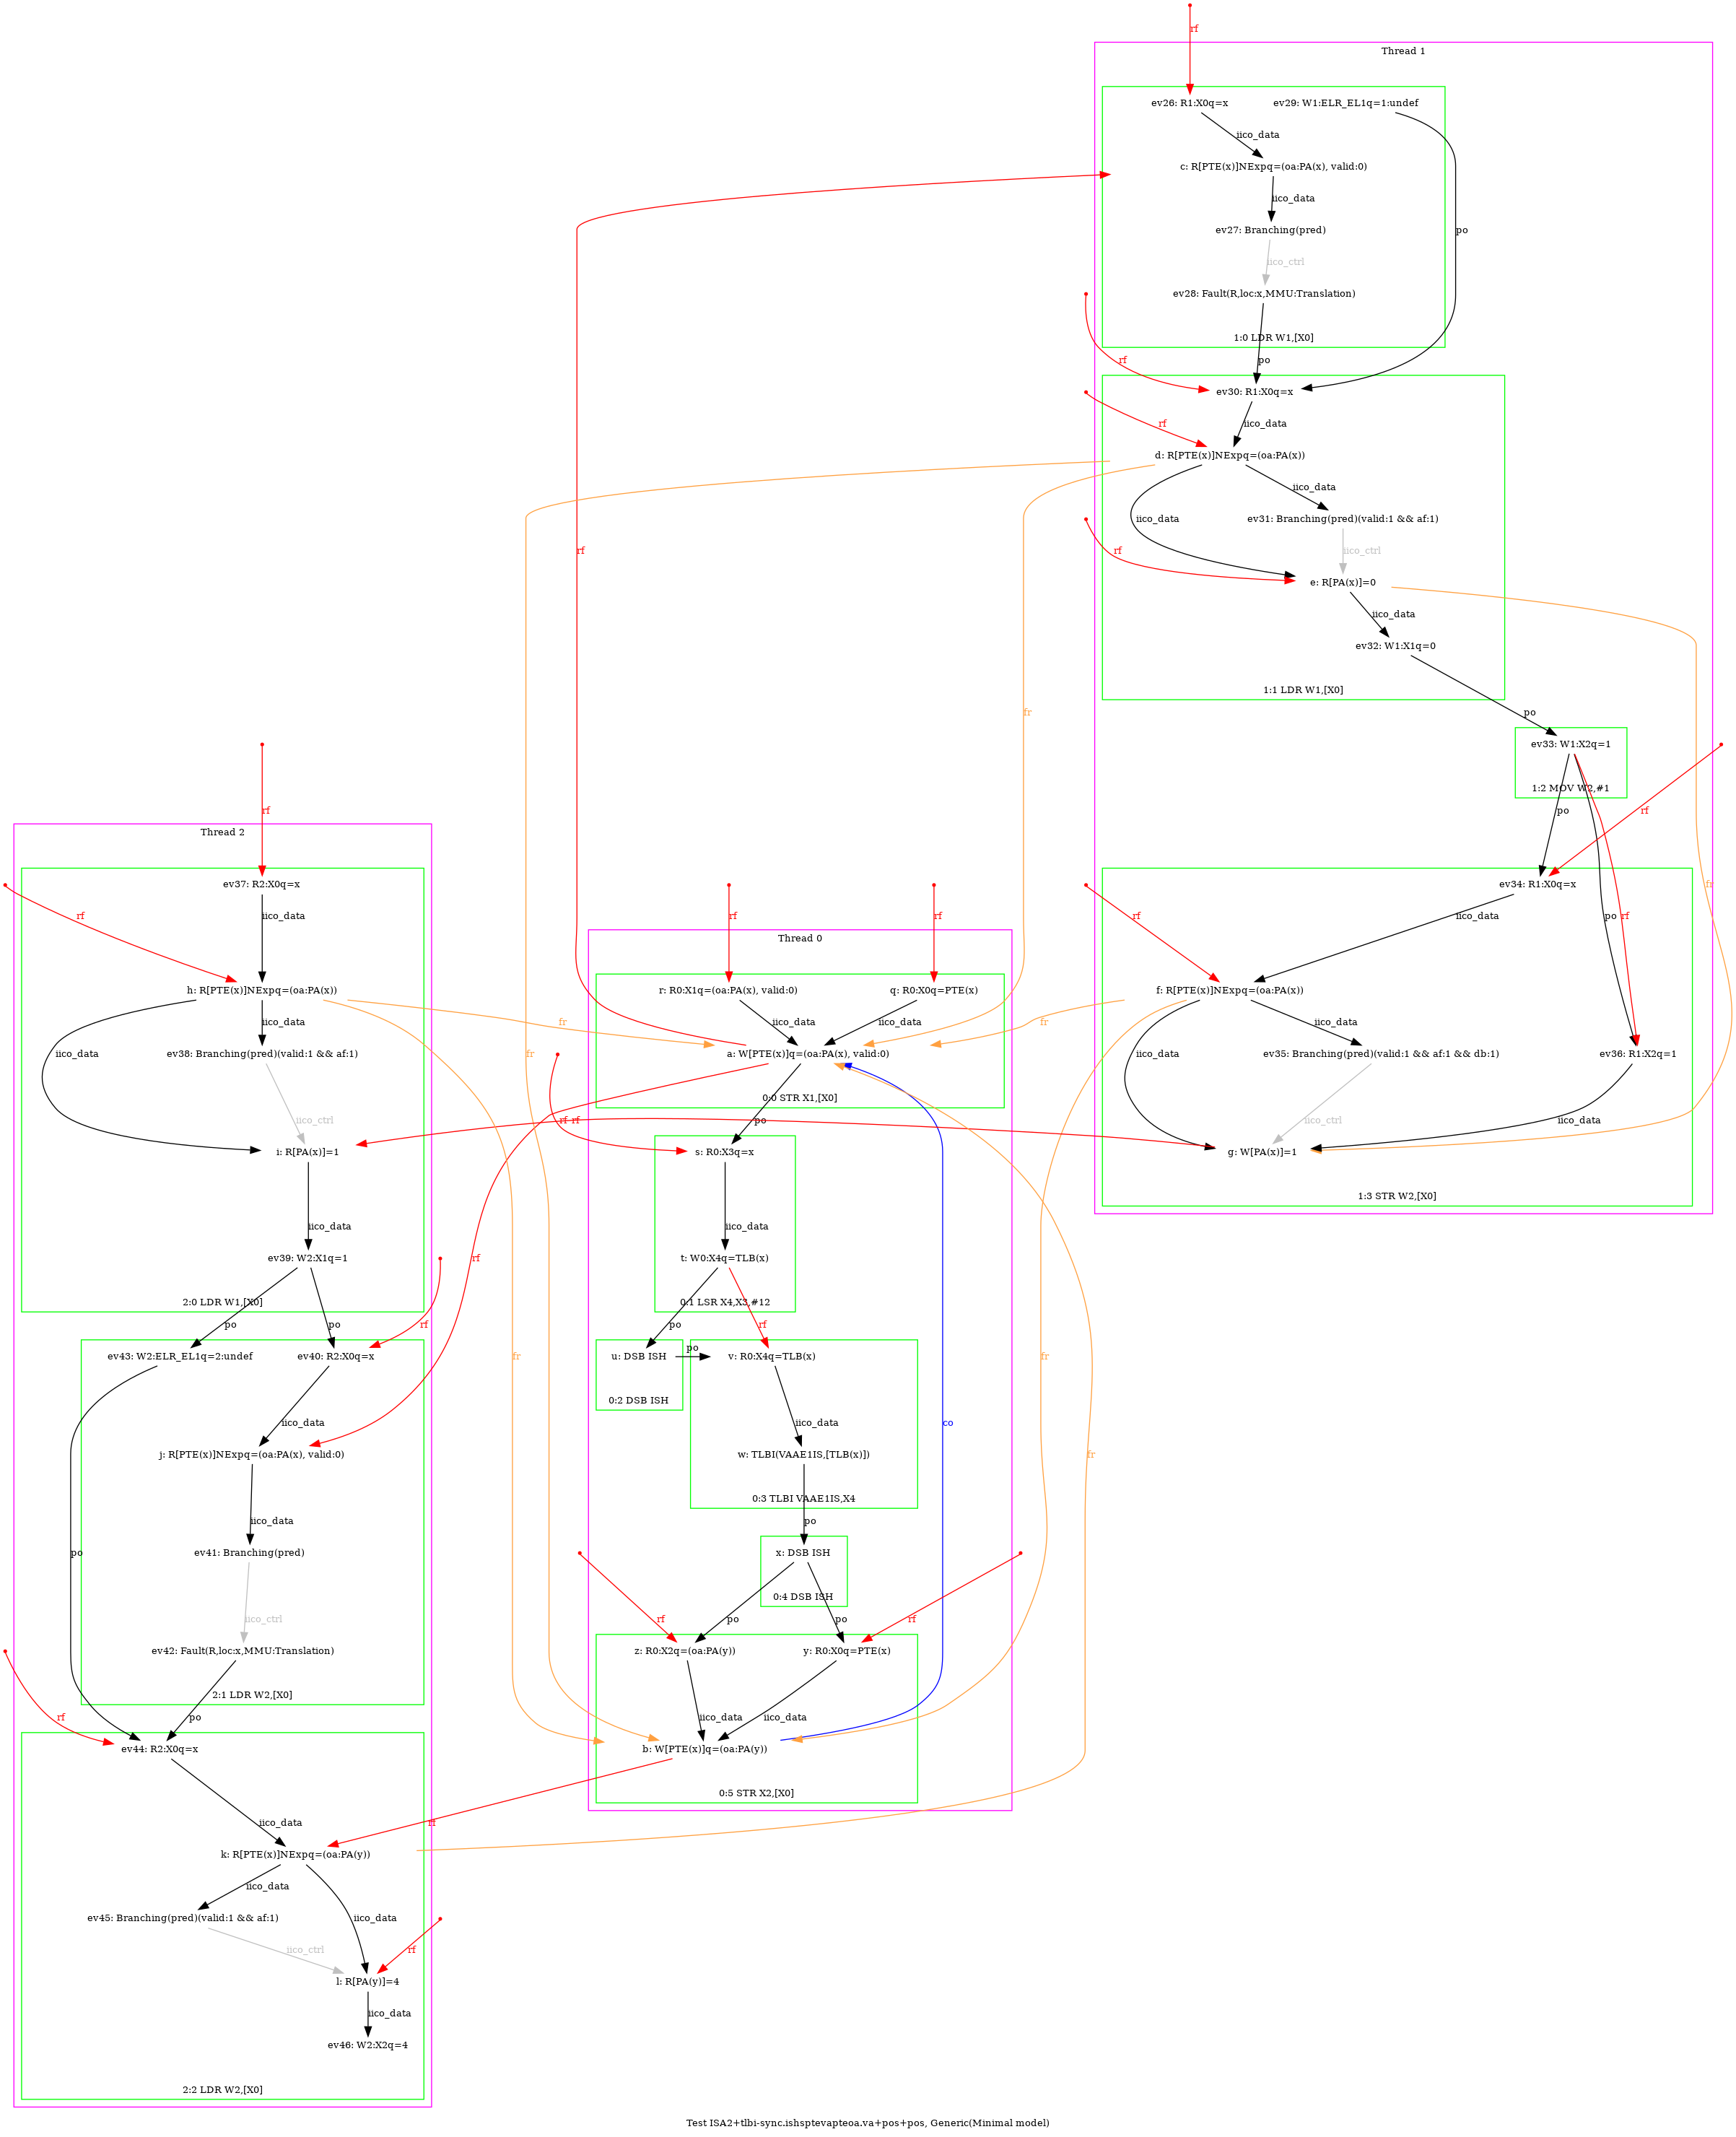 rf
Thread 1
ev26: R1:X0q=x
ev29: W1:ELR_EL1q=1:undef
iico_data
c: R[PTE(x)]NExpq=(oa:PA(x), valid:0)
iico_data
po
ev27: Branching(pred)
iico_ctrl
ev28: Fault(R,loc:x,MMU:Translation)
1:0 LDR W1,[X0]
rf
po
ev30: R1:X0q=x
rf
iico_data
d: R[PTE(x)]NExpq=(oa:PA(x))
iico_data
iico_data
ev31: Branching(pred)(valid:1 && af:1)
rf
rf
iico_ctrl
fr
e: R[PA(x)]=0
iico_data
ev32: W1:X1q=0
1:1 LDR W1,[X0]
fr
po
ev33: W1:X2q=1
1:2 MOV W2,#1
rf
po
rf
Thread 2
ev37: R2:X0q=x
rf
iico_data
rf
rf
Thread 0
ev34: R1:X0q=x
fr
rf
iico_data
po
rf
h: R[PTE(x)]NExpq=(oa:PA(x))
r: R0:X1q=(oa:PA(x), valid:0)
q: R0:X0q=PTE(x)
f: R[PTE(x)]NExpq=(oa:PA(x))
iico_data
fr
iico_data
iico_data
fr
iico_data
iico_data
ev38: Branching(pred)(valid:1 && af:1)
iico_data
a: W[PTE(x)]q=(oa:PA(x), valid:0)
iico_data
ev35: Branching(pred)(valid:1 && af:1 && db:1)
ev36: R1:X2q=1
0:0 STR X1,[X0]
iico_ctrl
rf
rf
po
iico_ctrl
iico_data
i: R[PA(x)]=1
s: R0:X3q=x
g: W[PA(x)]=1
1:3 STR W2,[X0]
iico_data
iico_data
ev39: W2:X1q=1
rf
t: W0:X4q=TLB(x)
2:0 LDR W1,[X0]
0:1 LSR X4,X3,#12
po
po
rf
po
rf
ev43: W2:ELR_EL1q=2:undef
ev40: R2:X0q=x
fr
u: DSB ISH
po
v: R0:X4q=TLB(x)
fr
0:2 DSB ISH
iico_data
iico_data
co
j: R[PTE(x)]NExpq=(oa:PA(x), valid:0)
w: TLBI(VAAE1IS,[TLB(x)])
fr
0:3 TLBI VAAE1IS,X4
iico_data
po
po
ev41: Branching(pred)
x: DSB ISH
0:4 DSB ISH
iico_ctrl
rf
po
po
rf
ev42: Fault(R,loc:x,MMU:Translation)
z: R0:X2q=(oa:PA(y))
y: R0:X0q=PTE(x)
2:1 LDR W2,[X0]
rf
po
iico_data
iico_data
ev44: R2:X0q=x
b: W[PTE(x)]q=(oa:PA(y))
0:5 STR X2,[X0]
iico_data
rf
k: R[PTE(x)]NExpq=(oa:PA(y))
iico_data
ev45: Branching(pred)(valid:1 && af:1)
iico_data
iico_ctrl
rf
l: R[PA(y)]=4
iico_data
ev46: W2:X2q=4
2:2 LDR W2,[X0]
Test ISA2+tlbi-sync.ishsptevapteoa.va+pos+pos, Generic(Minimal model)